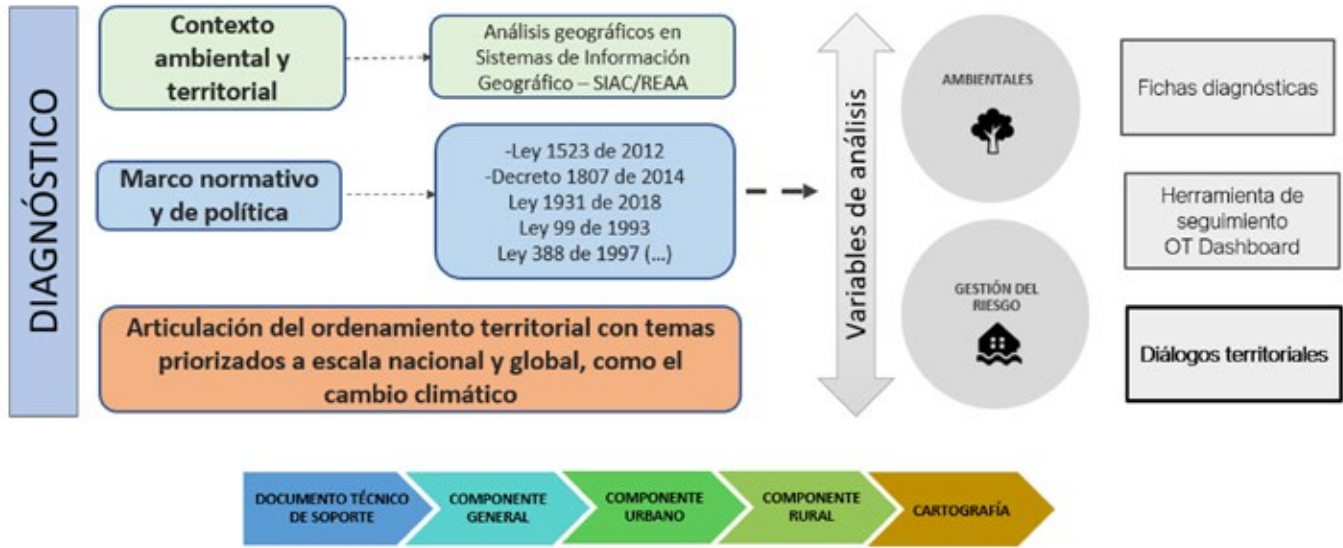 DIAGNÓSTICO
Contexto
ambiental y
territorial
Análisis geográficos en
Sistemas de Información
Geográfico – SIAC/REAA
Marco normativo
y de política
-Ley 1523 de 2012
-Decreto 1807 de 2014
Ley 1931 de 2018
Ley 99 de 1993
Ley 388 de 1997 (...)
Articulación del ordenamiento territorial con temas
priorizados a escala nacional y global, como el
cambio climático
Variables de análisis
AMBIENTALES
GESTIÓN DEL
RIESGO
Fichas diagnósticas
Herramienta de
seguimiento
OT Dashboard
Diálogos territoriales
DOCUMENTO TÉCNICO
DE SOPORTE
COMPONENTE
GENERAL
COMPONENTE
URBANO
COMPONENTE
RURAL
CARTOGRAFÍA